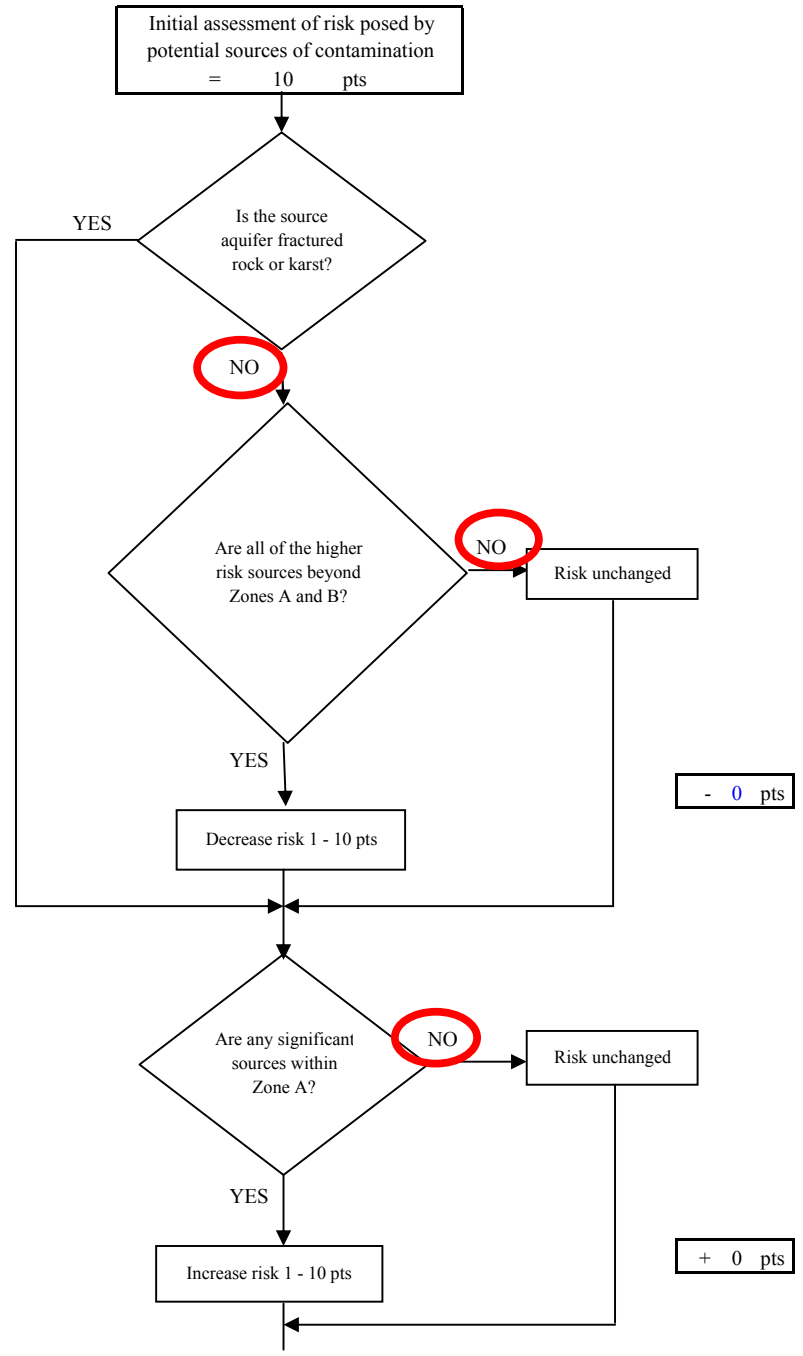 Initial assessment of risk posed by
potential sources of contamination
= 10 pts
YES
Is the source
aquifer fractured
rock or karst?
NO
Are all of the higher
risk sources beyond
Zones A and B?
NO
Risk unchanged
YES
- 0 pts
Decrease risk 1 - 10 pts
Are any significant
sources within
Zone A?
NO
Risk unchanged
YES
+ 0 pts
Increase risk 1 - 10 pts